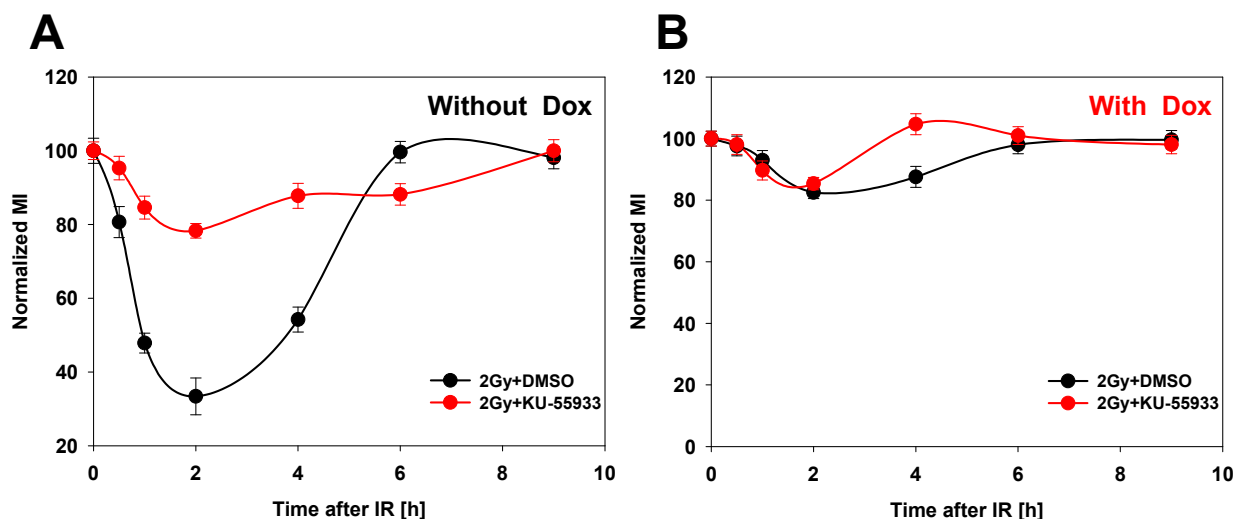 A
Without Dox
120
100
80
60
40
20
Normalized MI
0 2 4 6 8 10
Time after IR [h]
2Gy+DMSO
2Gy+KU-55933
B
With Dox
120
100
80
60
40
20
0
Normalized MI
0 2 4 6 8 10
Time after IR [h]
2Gy+DMSO
2Gy+KU-55933